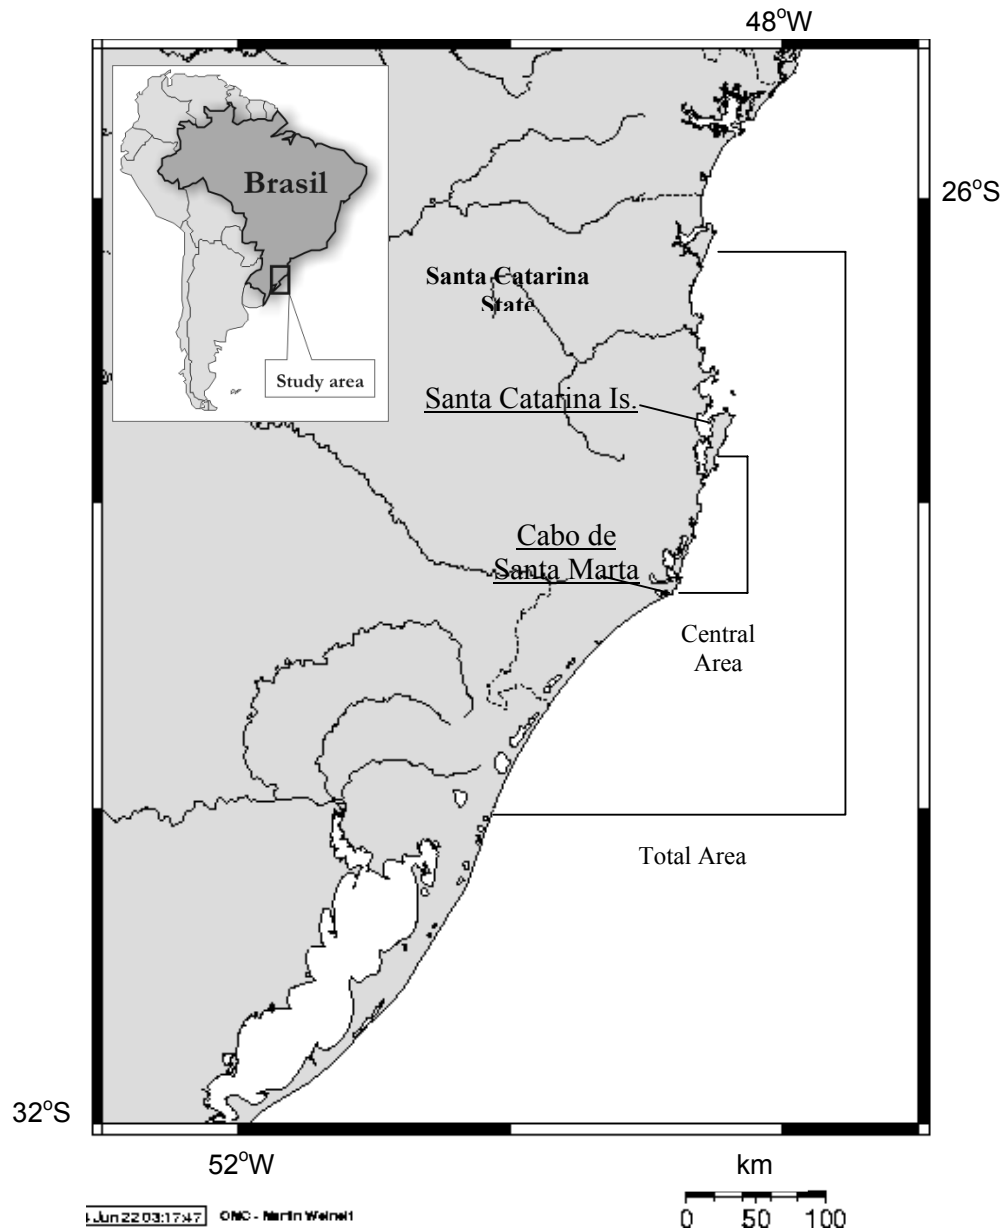 48°W
26°S
Brasil
Santa Catarina
State
Study area
Santa Catarina Is.
Cabo de
Santa Marta
Central
Area
Total Area
32°S
52°W
km
Jun 22 03:17:47 OMC - Martin Weinelt
0 50 100